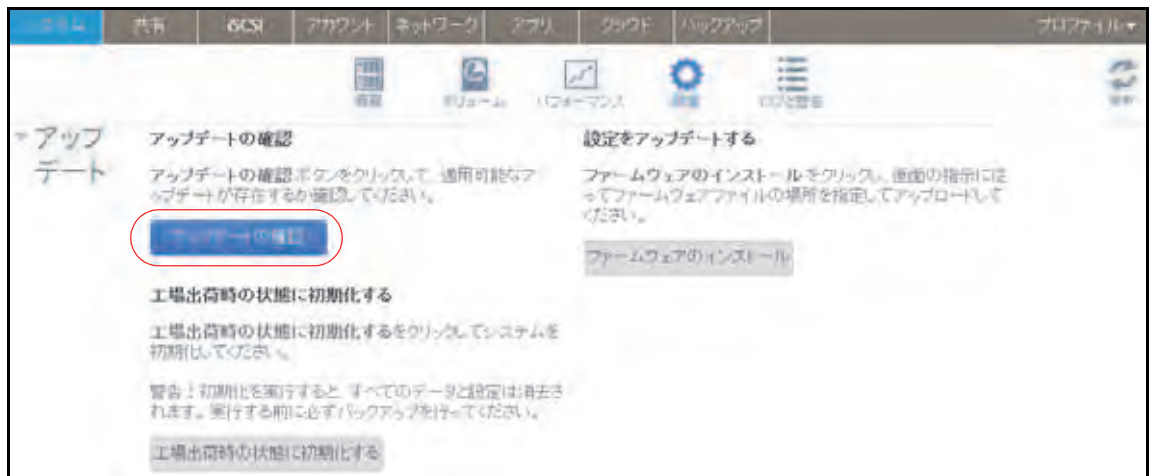 システム 共有 iSCSI アカウント ネットワーク アプリ クラウド バックアップ プロファイル
ボリューム パフォーマンス 設定 ログと警告
アップ
デート
アップデートの確認
アップデートの確認ボタンをクリックして、適用可能なア
ップデートが存在するか確認してください。
アップデートの確認
工場出荷時の状態に初期化する
工場出荷時の状態に初期化するをクリックしてシステムを
初期化してください。
警告：初期化を実行すると、すべてのデータと設定は消去さ
れます。実行する前に必ずバックアップを行ってください。
工場出荷時の状態に初期化する
設定をアップデートする
ファームウェアのインストールをクリックし、画面の指示に従
ってファームウェアファイルの場所を指定してアップロードして
ください。
ファームウェアのインストール